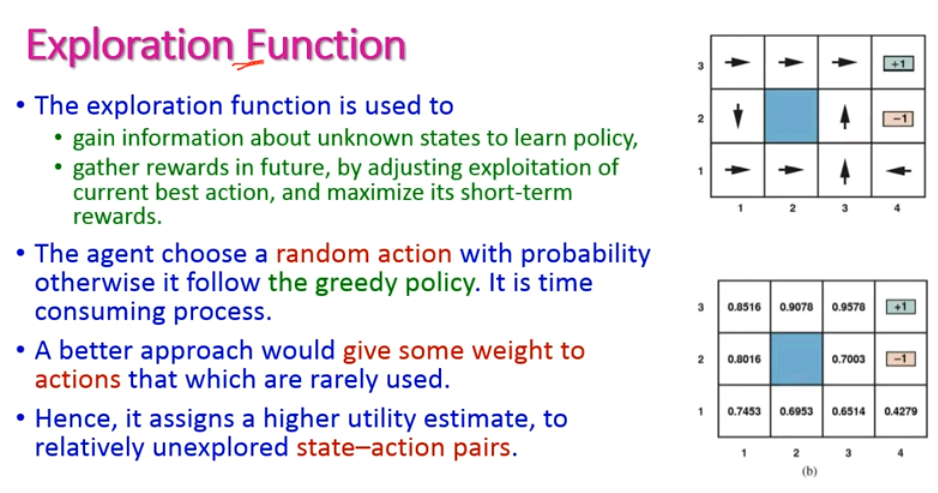 Exploration Function
• The exploration function is used to
• gain information about unknown states to learn policy,
• gather rewards in future, by adjusting exploitation of
current best action, and maximize its short-term
rewards.
• The agent choose a random action with probability
otherwise it follow the greedy policy. It is time
consuming process.
• A better approach would give some weight to
actions that which are rarely used.
• Hence, it assigns a higher utility estimate, to
relatively unexplored state–action pairs.
3 +1
2 −1
1
1 2 3 4
3 0.8516 0.9078 0.9578 +1
2 0.8016 0.7003 −1
1 0.7453 0.6953 0.6514 0.4279
1 2 3 4
(b)